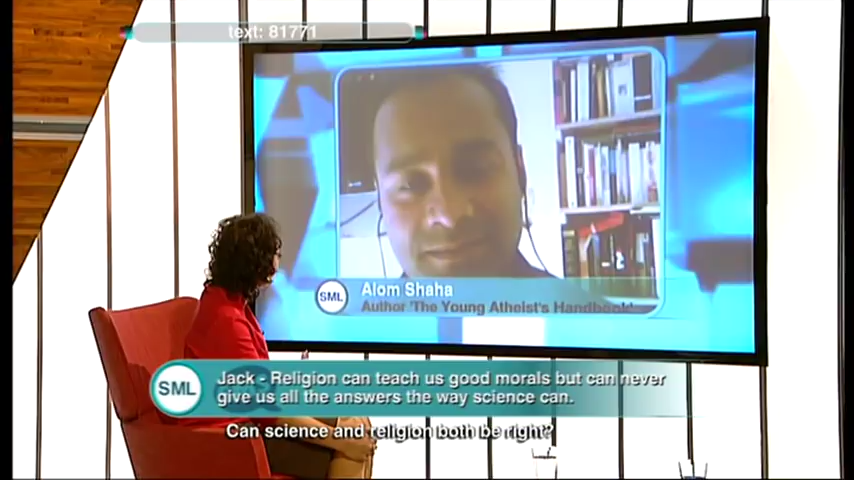 text: 81771
SML
Alom Shaha
Author 'The Young Atheist's Handbook'
SML
Jack - Religion can teach us good morals but can never
give us all the answers the way science can.
Can science and religion both be right?